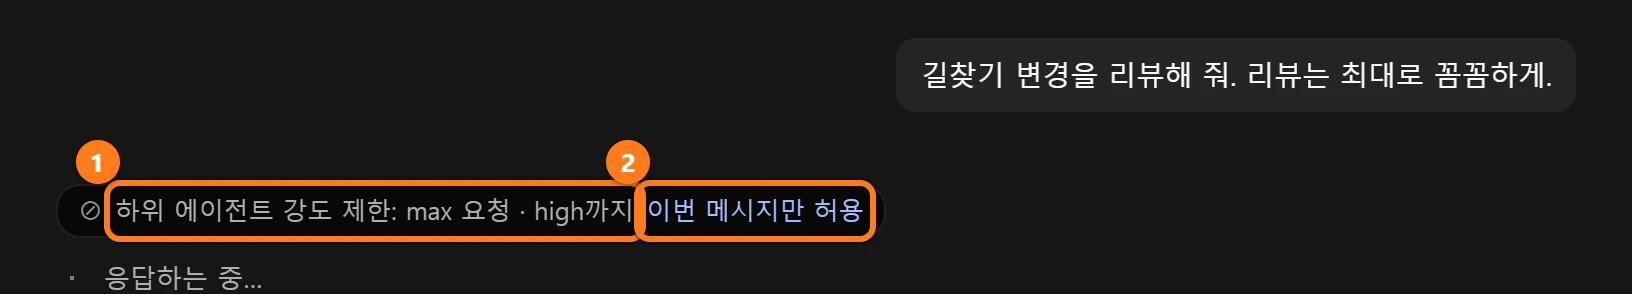 길찾기 변경을 리뷰해 줘. 리뷰는 최대로 꼼꼼하게.
1 2
하위 에이전트 강도 제한: max 요청 · high까지 이번 메시지만 허용
응답하는 중...